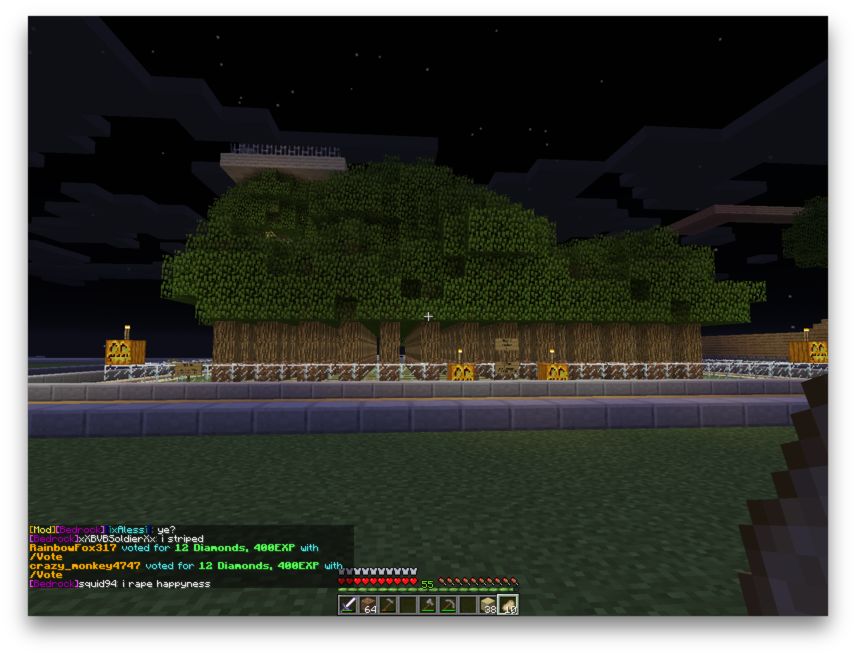 [Mod][Bedrock] ixAlessi : ye?
[Bedrock]xXBVBSoldierXx: i striped
RainbowFox317 voted for 12 Diamonds, 400EXP with
/Vote
crazy_monkey4747 voted for 12 Diamonds, 400EXP with
/Vote
[Bedrock]squid94: i rape happyness
55
64
38
10